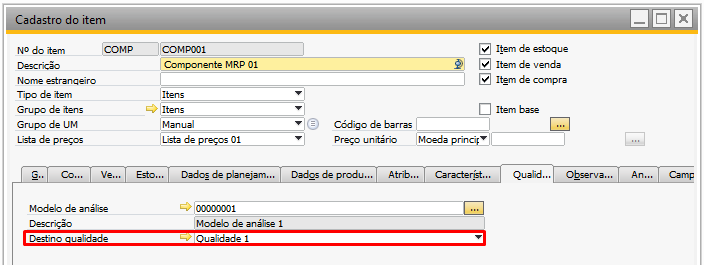 Cadastro do item
Nº do item COMP COMP001 Item de estoque
Descrição Componente MRP 01 Item de venda
Nome estrangeiro Item de compra
Tipo de item Itens
Grupo de itens Itens Item base
Grupo de UM Manual Código de barras ...
Lista de preços Lista de preços 01 Preço unitário Moeda princip ...
G.. Co... Ve... Esto... Dados de planejam... Dados de produ... Atrib... Característ... Qualid... Observa... An... Camp
Modelo de análise 00000001 ...
Descrição Modelo de análise 1
Destino qualidade Qualidade 1